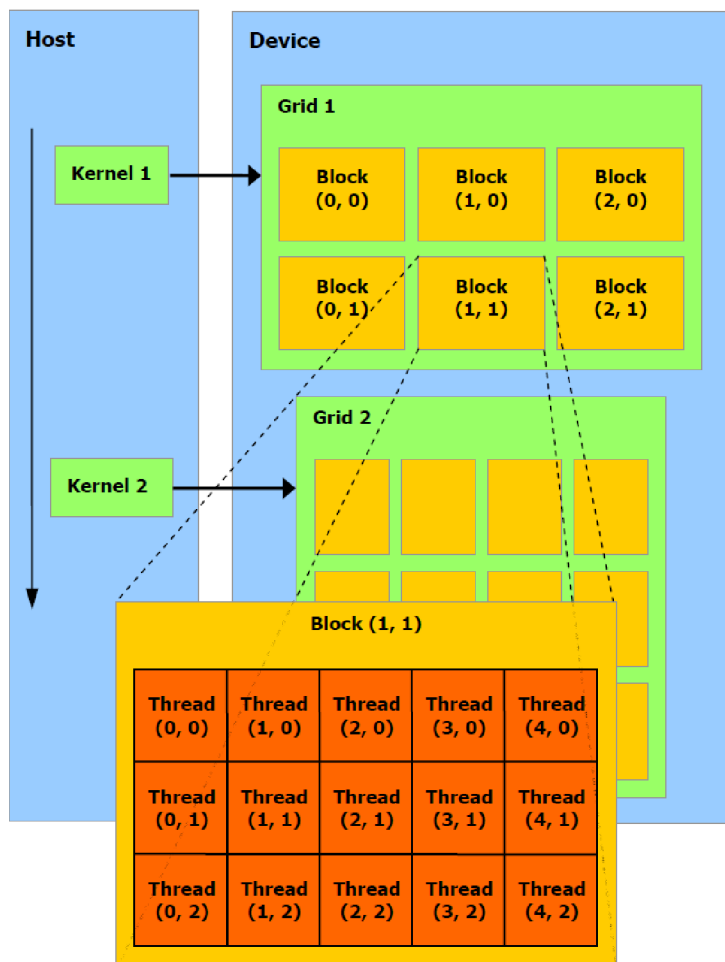 Host
Device
Grid 1
Kernel 1
Block
(0, 0)
Block
(1, 0)
Block
(2, 0)
Block
(0, 1)
Block
(1, 1)
Block
(2, 1)
Grid 2
Kernel 2
Block (1, 1)
Thread
(0, 0)
Thread
(1, 0)
Thread
(2, 0)
Thread
(3, 0)
Thread
(4, 0)
Thread
(0, 1)
Thread
(1, 1)
Thread
(2, 1)
Thread
(3, 1)
Thread
(4, 1)
Thread
(0, 2)
Thread
(1, 2)
Thread
(2, 2)
Thread
(3, 2)
Thread
(4, 2)